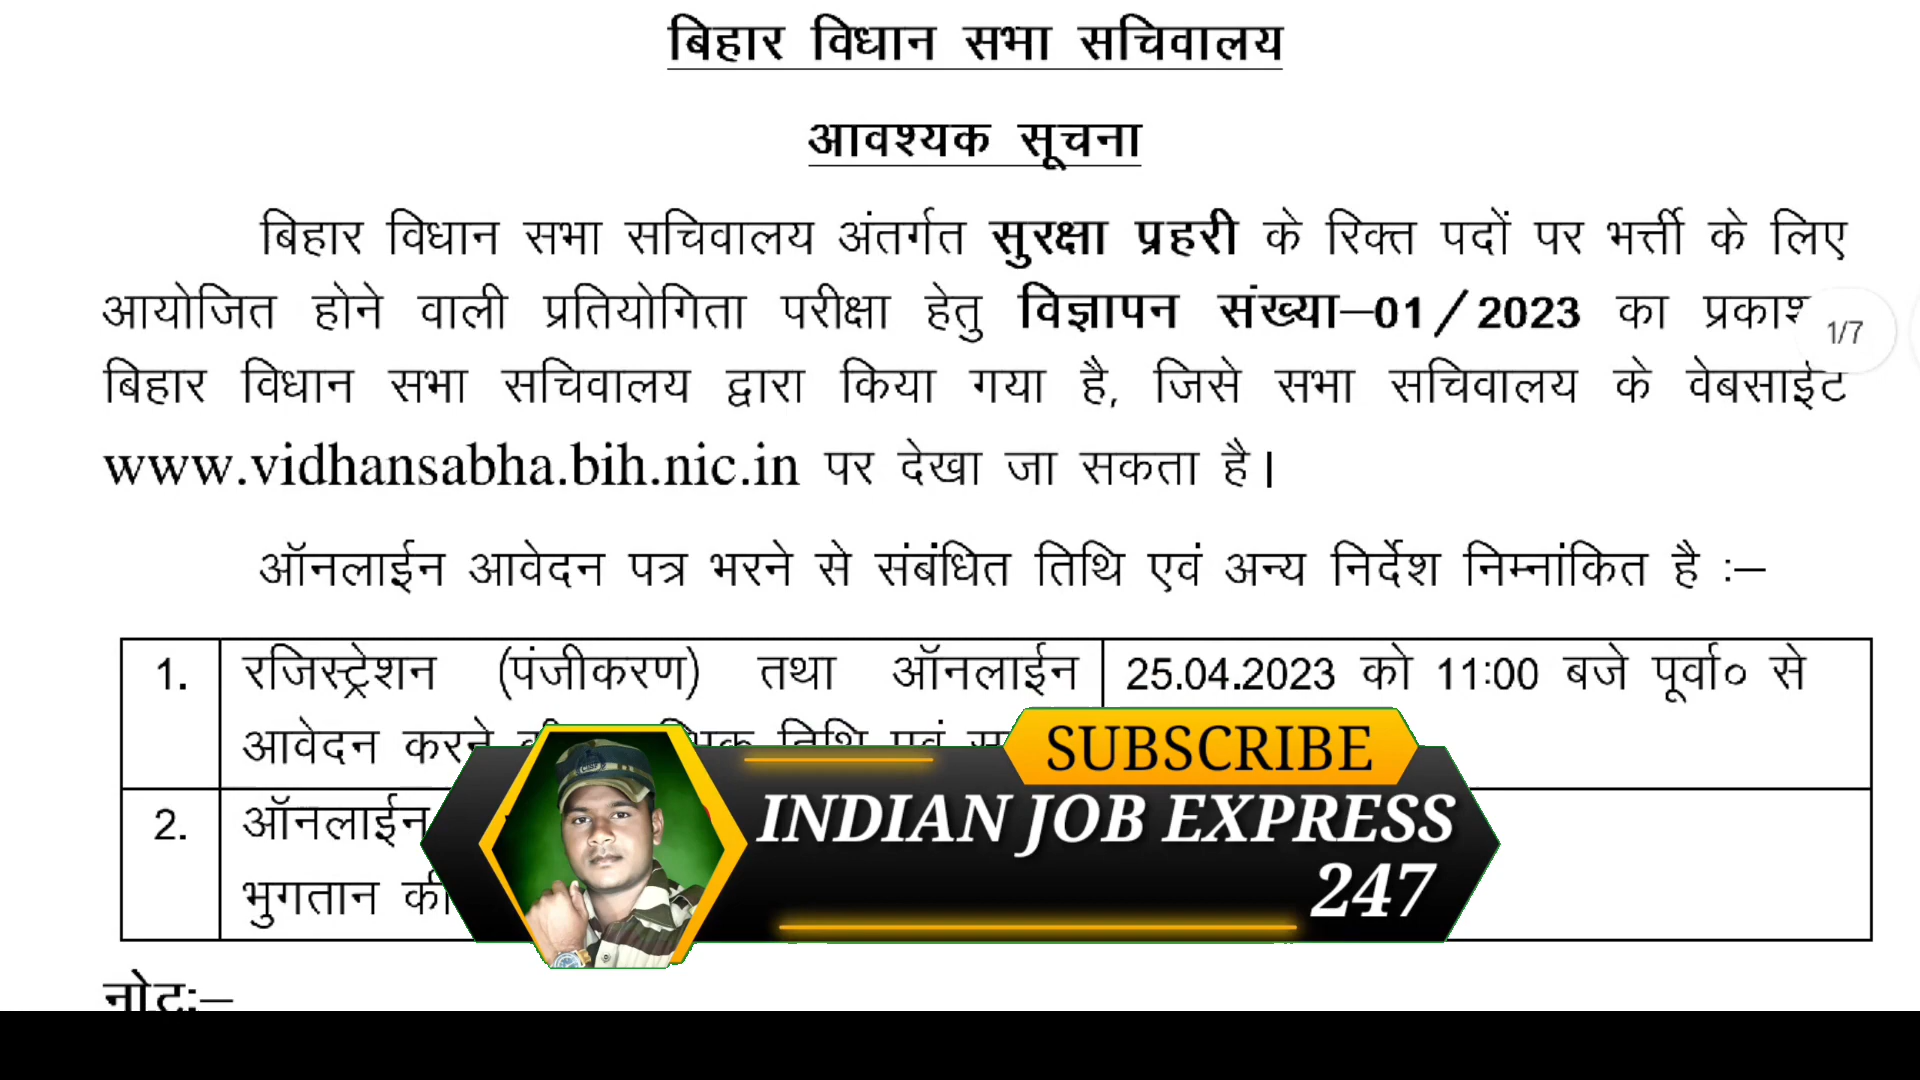 बिहार विधान सभा सचिवालय
आवश्यक सूचना
बिहार विधान सभा सचिवालय अंतर्गत सुरक्षा प्रहरी के रिक्त पदों पर भर्त्ती के लिए
आयोजित होने वाली प्रतियोगिता परीक्षा हेतु विज्ञापन संख्या–01/2023 का
1/7
बिहार विधान सभा सचिवालय द्वारा किया गया है, जिसे सभा सचिवालय के वेबसाईट
www.vidhansabha.bih.nic.in पर देखा जा सकता है।
ऑनलाईन आवेदन पत्र भरने से संबंधित तिथि एवं अन्य निर्देश निम्नांकित है :–
1. रजिस्ट्रेशन (पंजीकरण) तथा ऑनलाईन 25.04.2023 को 11:00 बजे पूर्वा० से
आवेदन करने तिथि एवं
2. ऑनलाईन
भुगतान की
SUBSCRIBE
INDIAN JOB EXPRESS
247
नोट:–